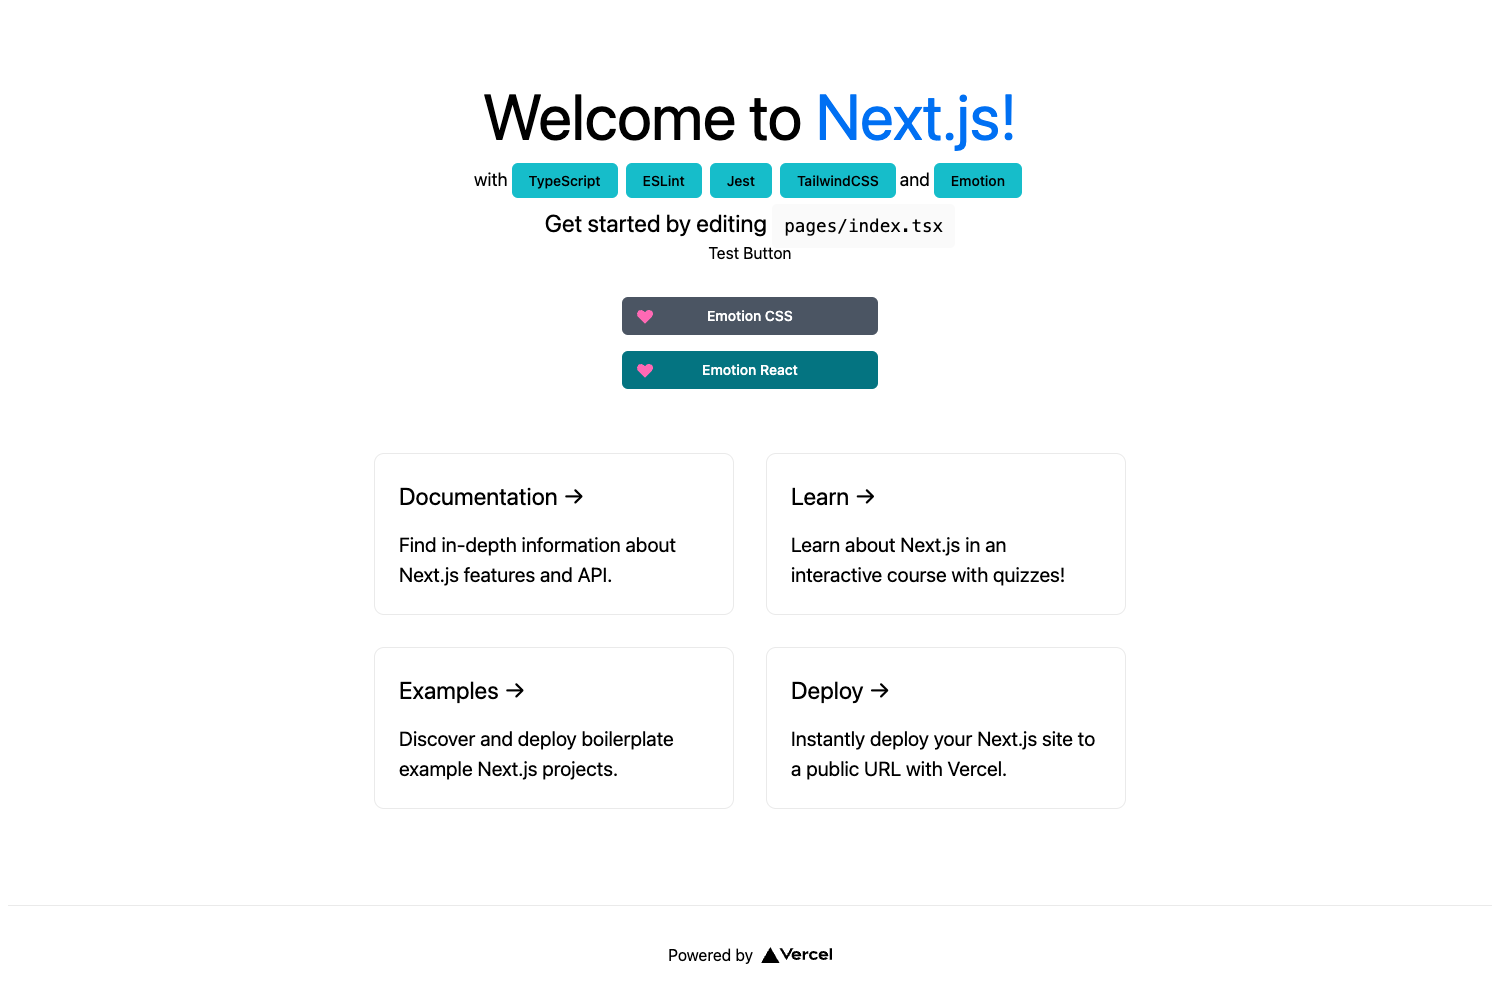 Welcome to Next.js!
with TypeScript ESLint Jest TailwindCSS and Emotion
Get started by editing pages/index.tsx
Test Button
Emotion CSS
Emotion React
Documentation →
Find in-depth information about
Next.js features and API.
Learn →
Learn about Next.js in an
interactive course with quizzes!
Examples →
Discover and deploy boilerplate
example Next.js projects.
Deploy →
Instantly deploy your Next.js site to
a public URL with Vercel.
Powered by Vercel